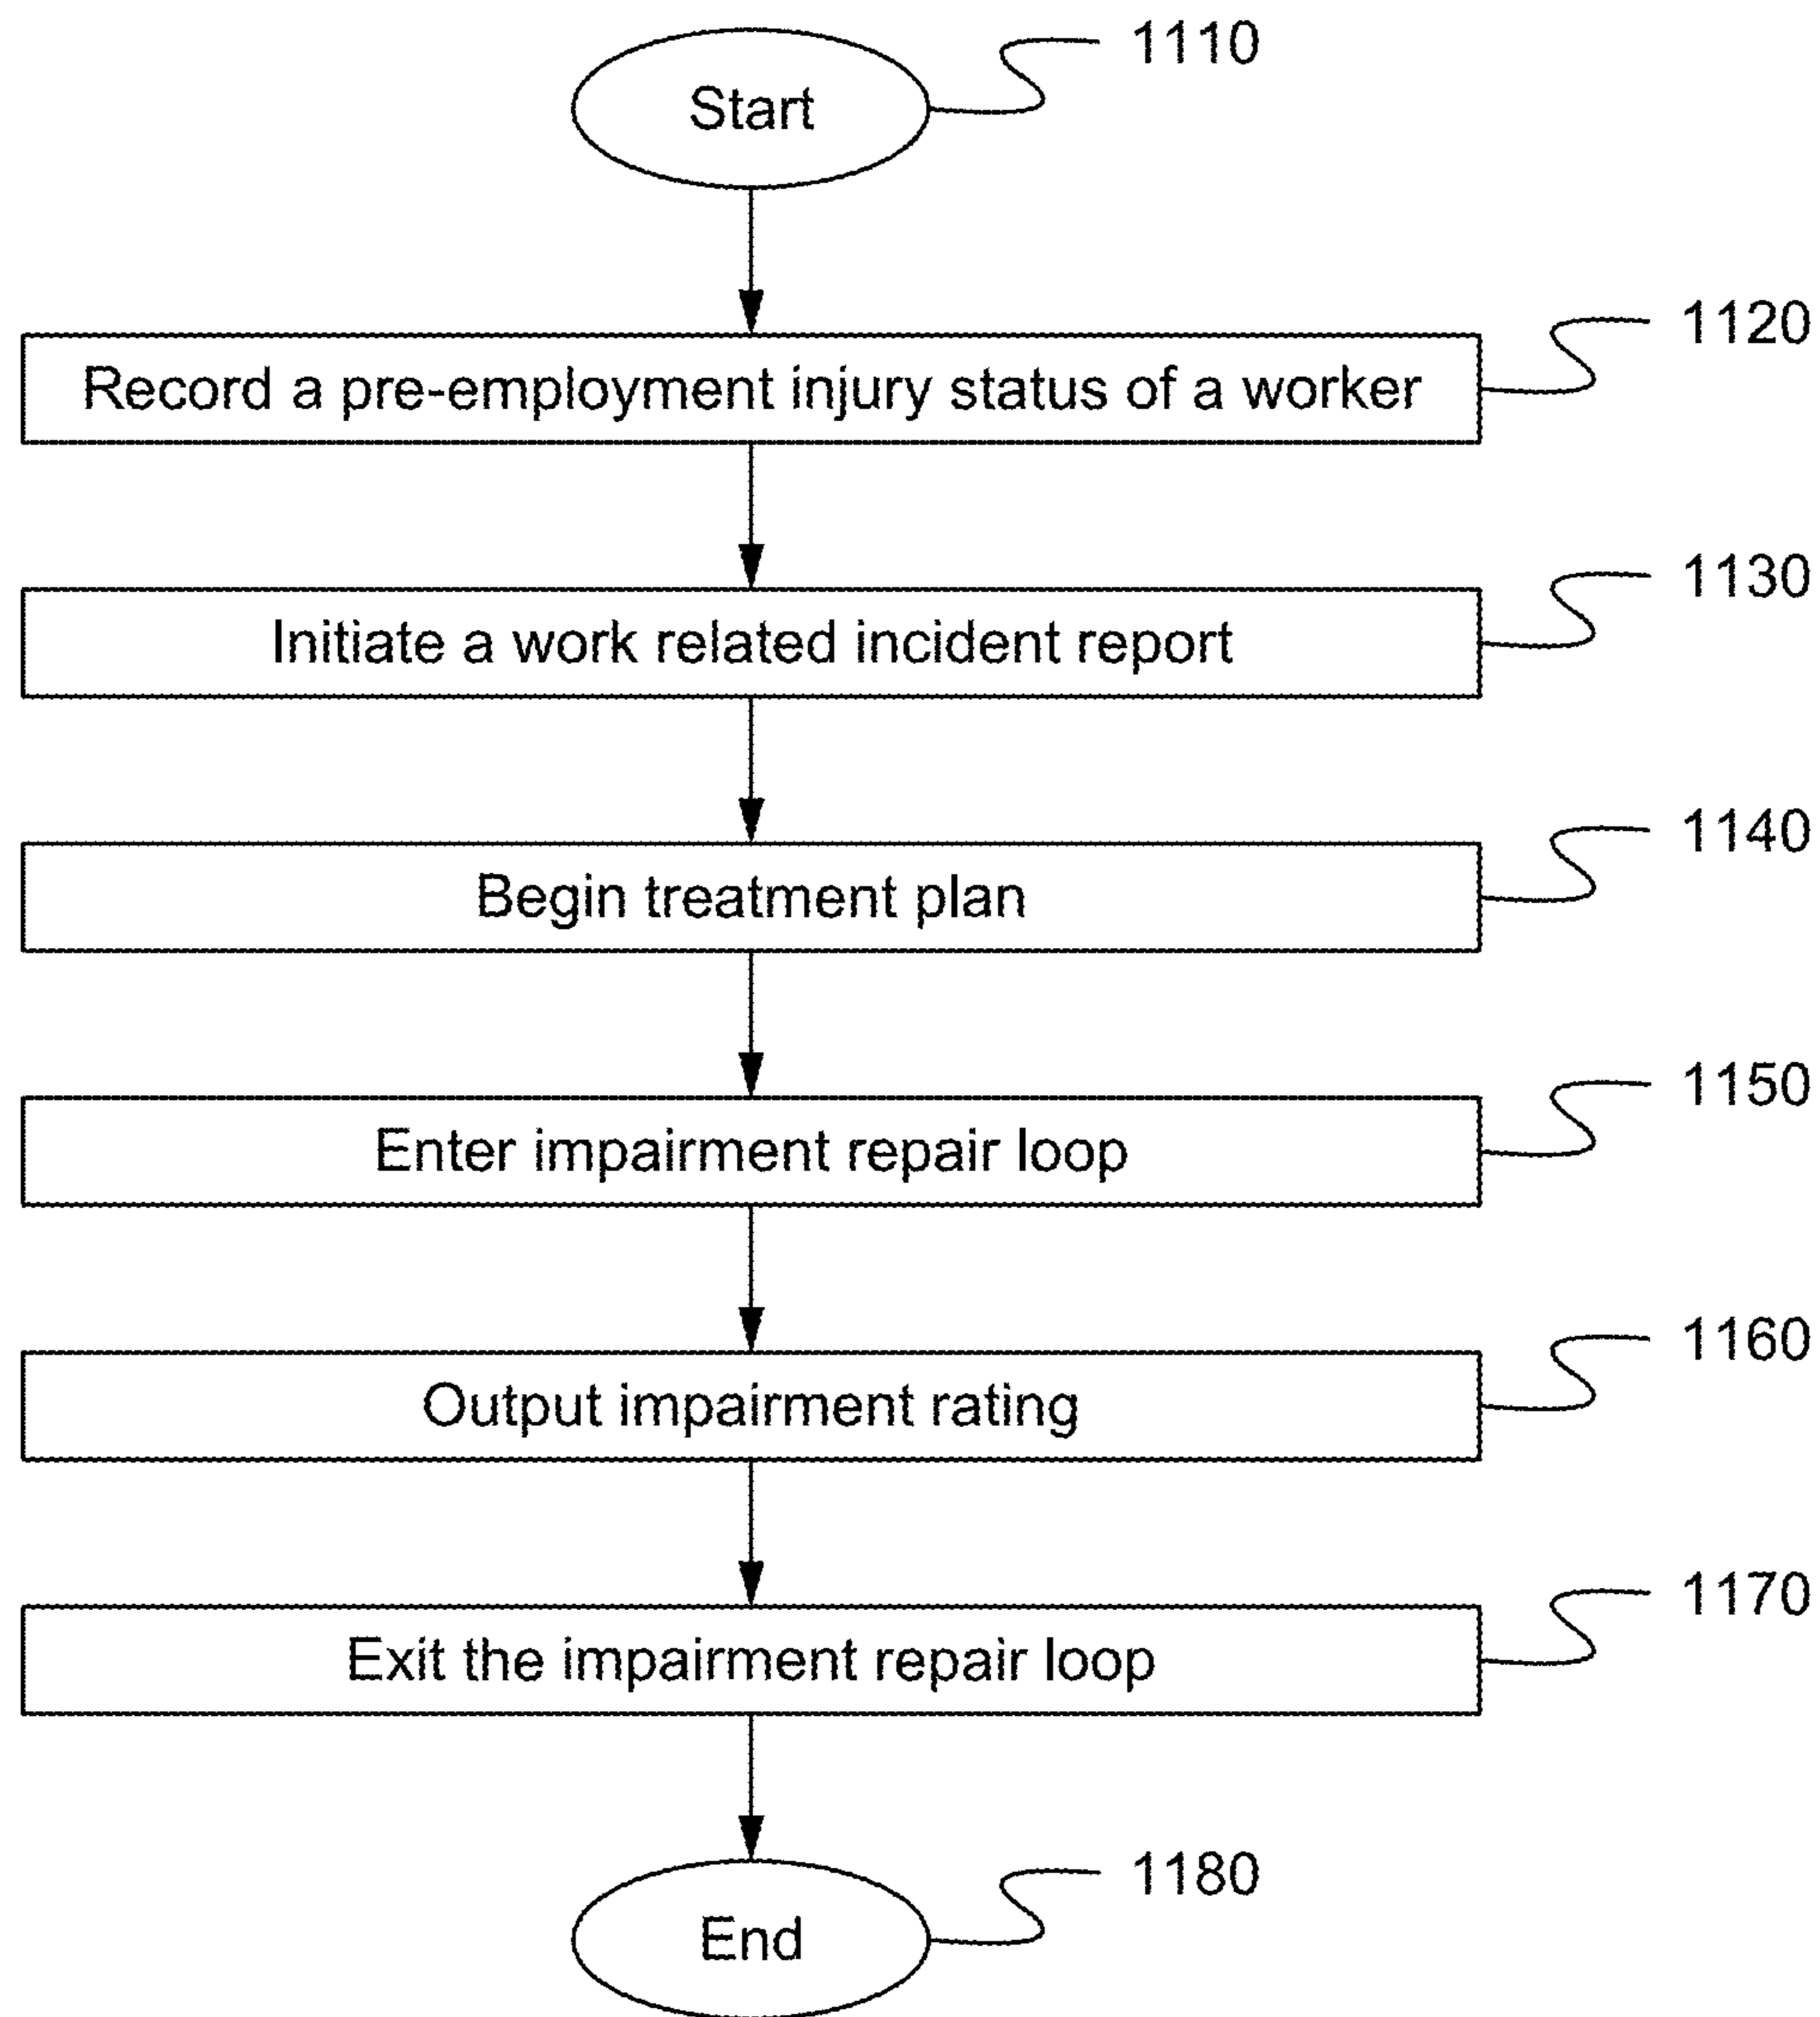 Start
1110
Record a pre-employment injury status of a worker
1120
Initiate a work related incident report
1130
Begin treatment plan
1140
Enter impairment repair loop
1150
Output impairment rating
1160
Exit the impairment repair loop
1170
End
1180